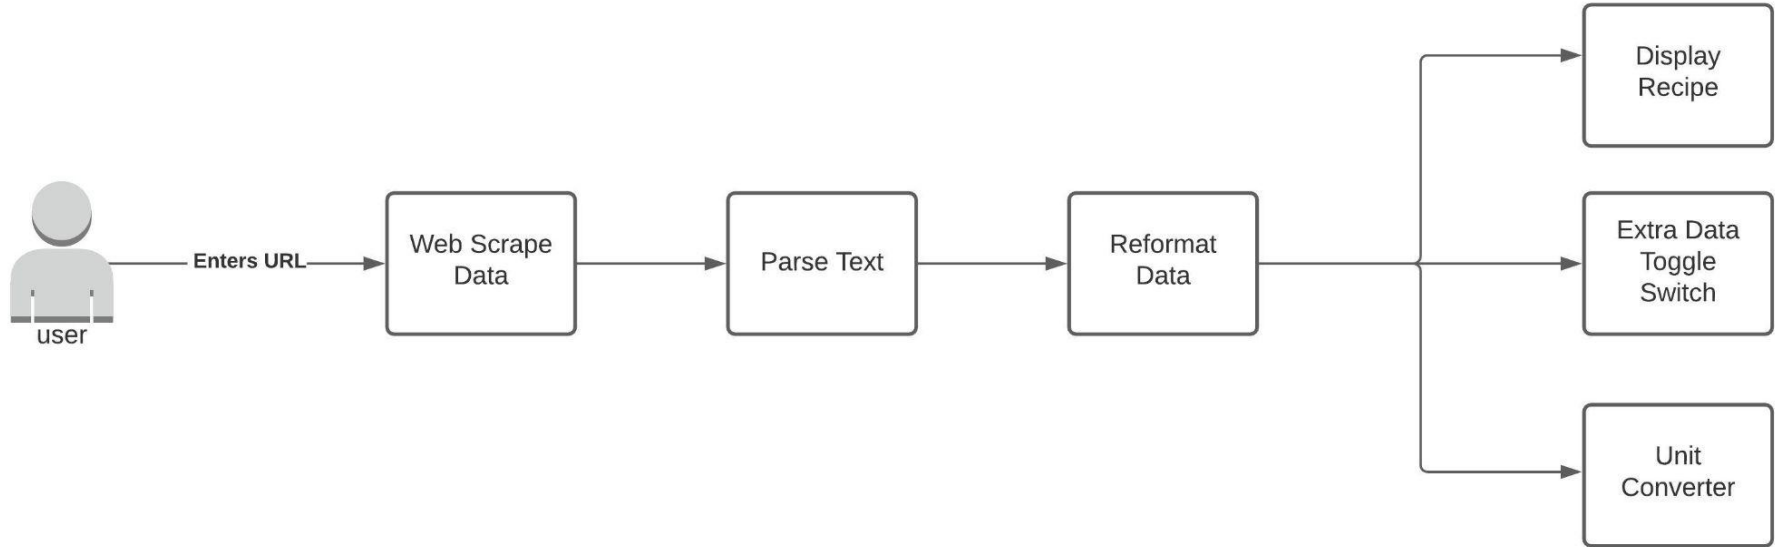 user
Enters URL
Web Scrape
Data
Parse Text
Reformat
Data
Display
Recipe
Extra Data
Toggle
Switch
Unit
Converter